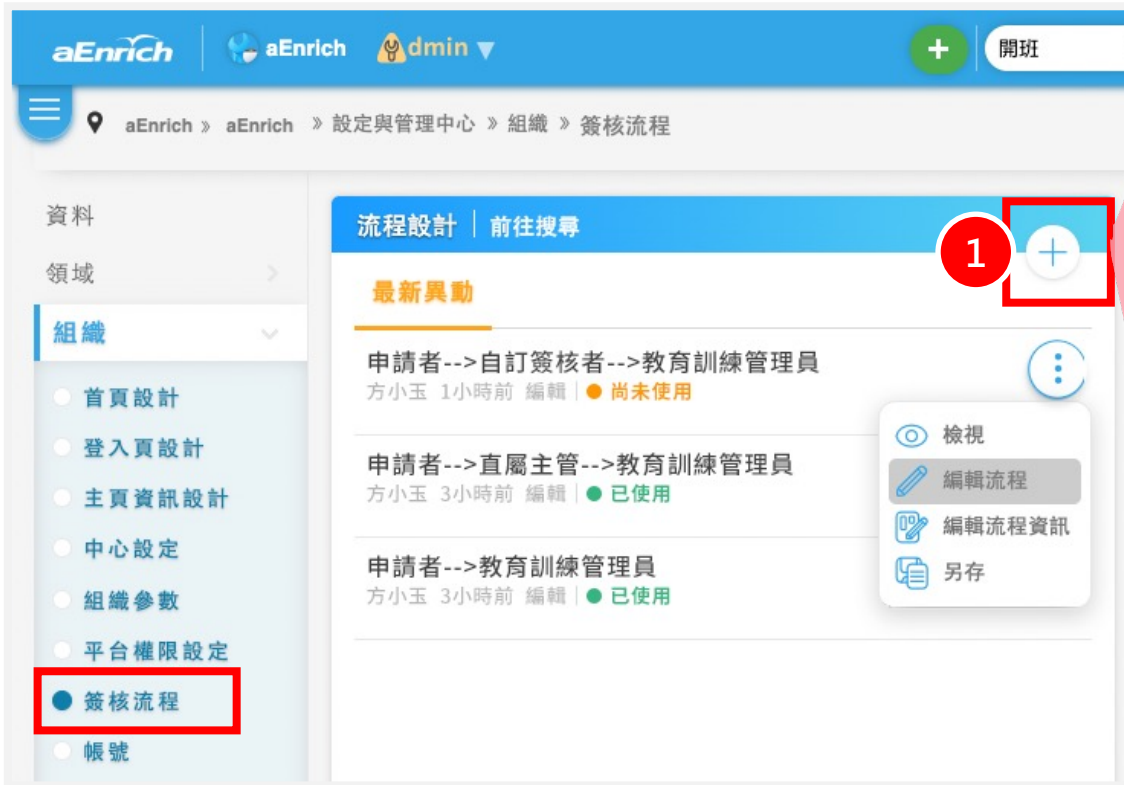 aEnrich aEnrich Admin ▼ + 開班
aEnrich » aEnrich » 設定與管理中心 » 組織 » 簽核流程
資料
領域
組織
首頁設計
登入頁設計
主頁資訊設計
中心設定
組織參數
平台權限設定
簽核流程
帳號
流程設計 | 前往搜尋
1
最新異動
申請者-->自訂簽核者-->教育訓練管理員
方小玉 1小時前 編輯 | ● 尚未使用
申請者-->直屬主管-->教育訓練管理員
方小玉 3小時前 編輯 | ● 已使用
申請者-->教育訓練管理員
方小玉 3小時前 編輯 | ● 已使用
檢視
編輯流程
編輯流程資訊
另存